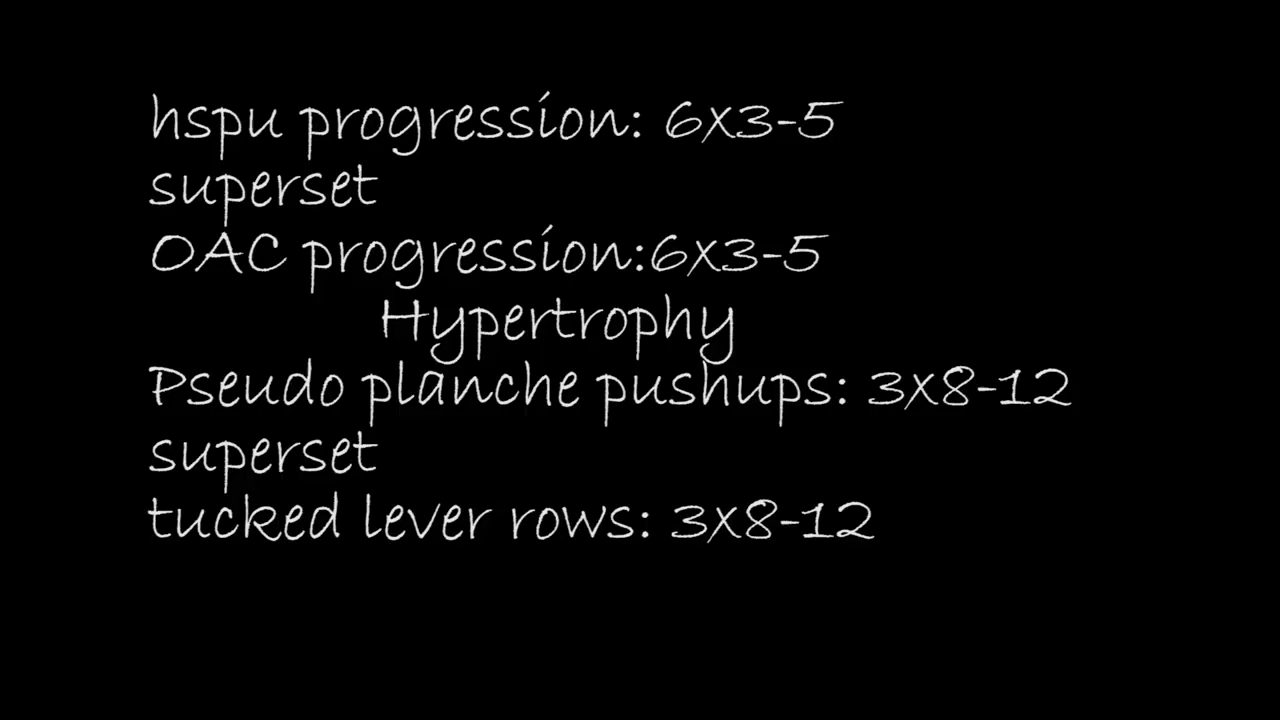 hspu progression: 6x3-5
superset
OAC progression:6x3-5
Hypertrophy
Pseudo planche pushups: 3x8-12
superset
tucked lever rows: 3x8-12